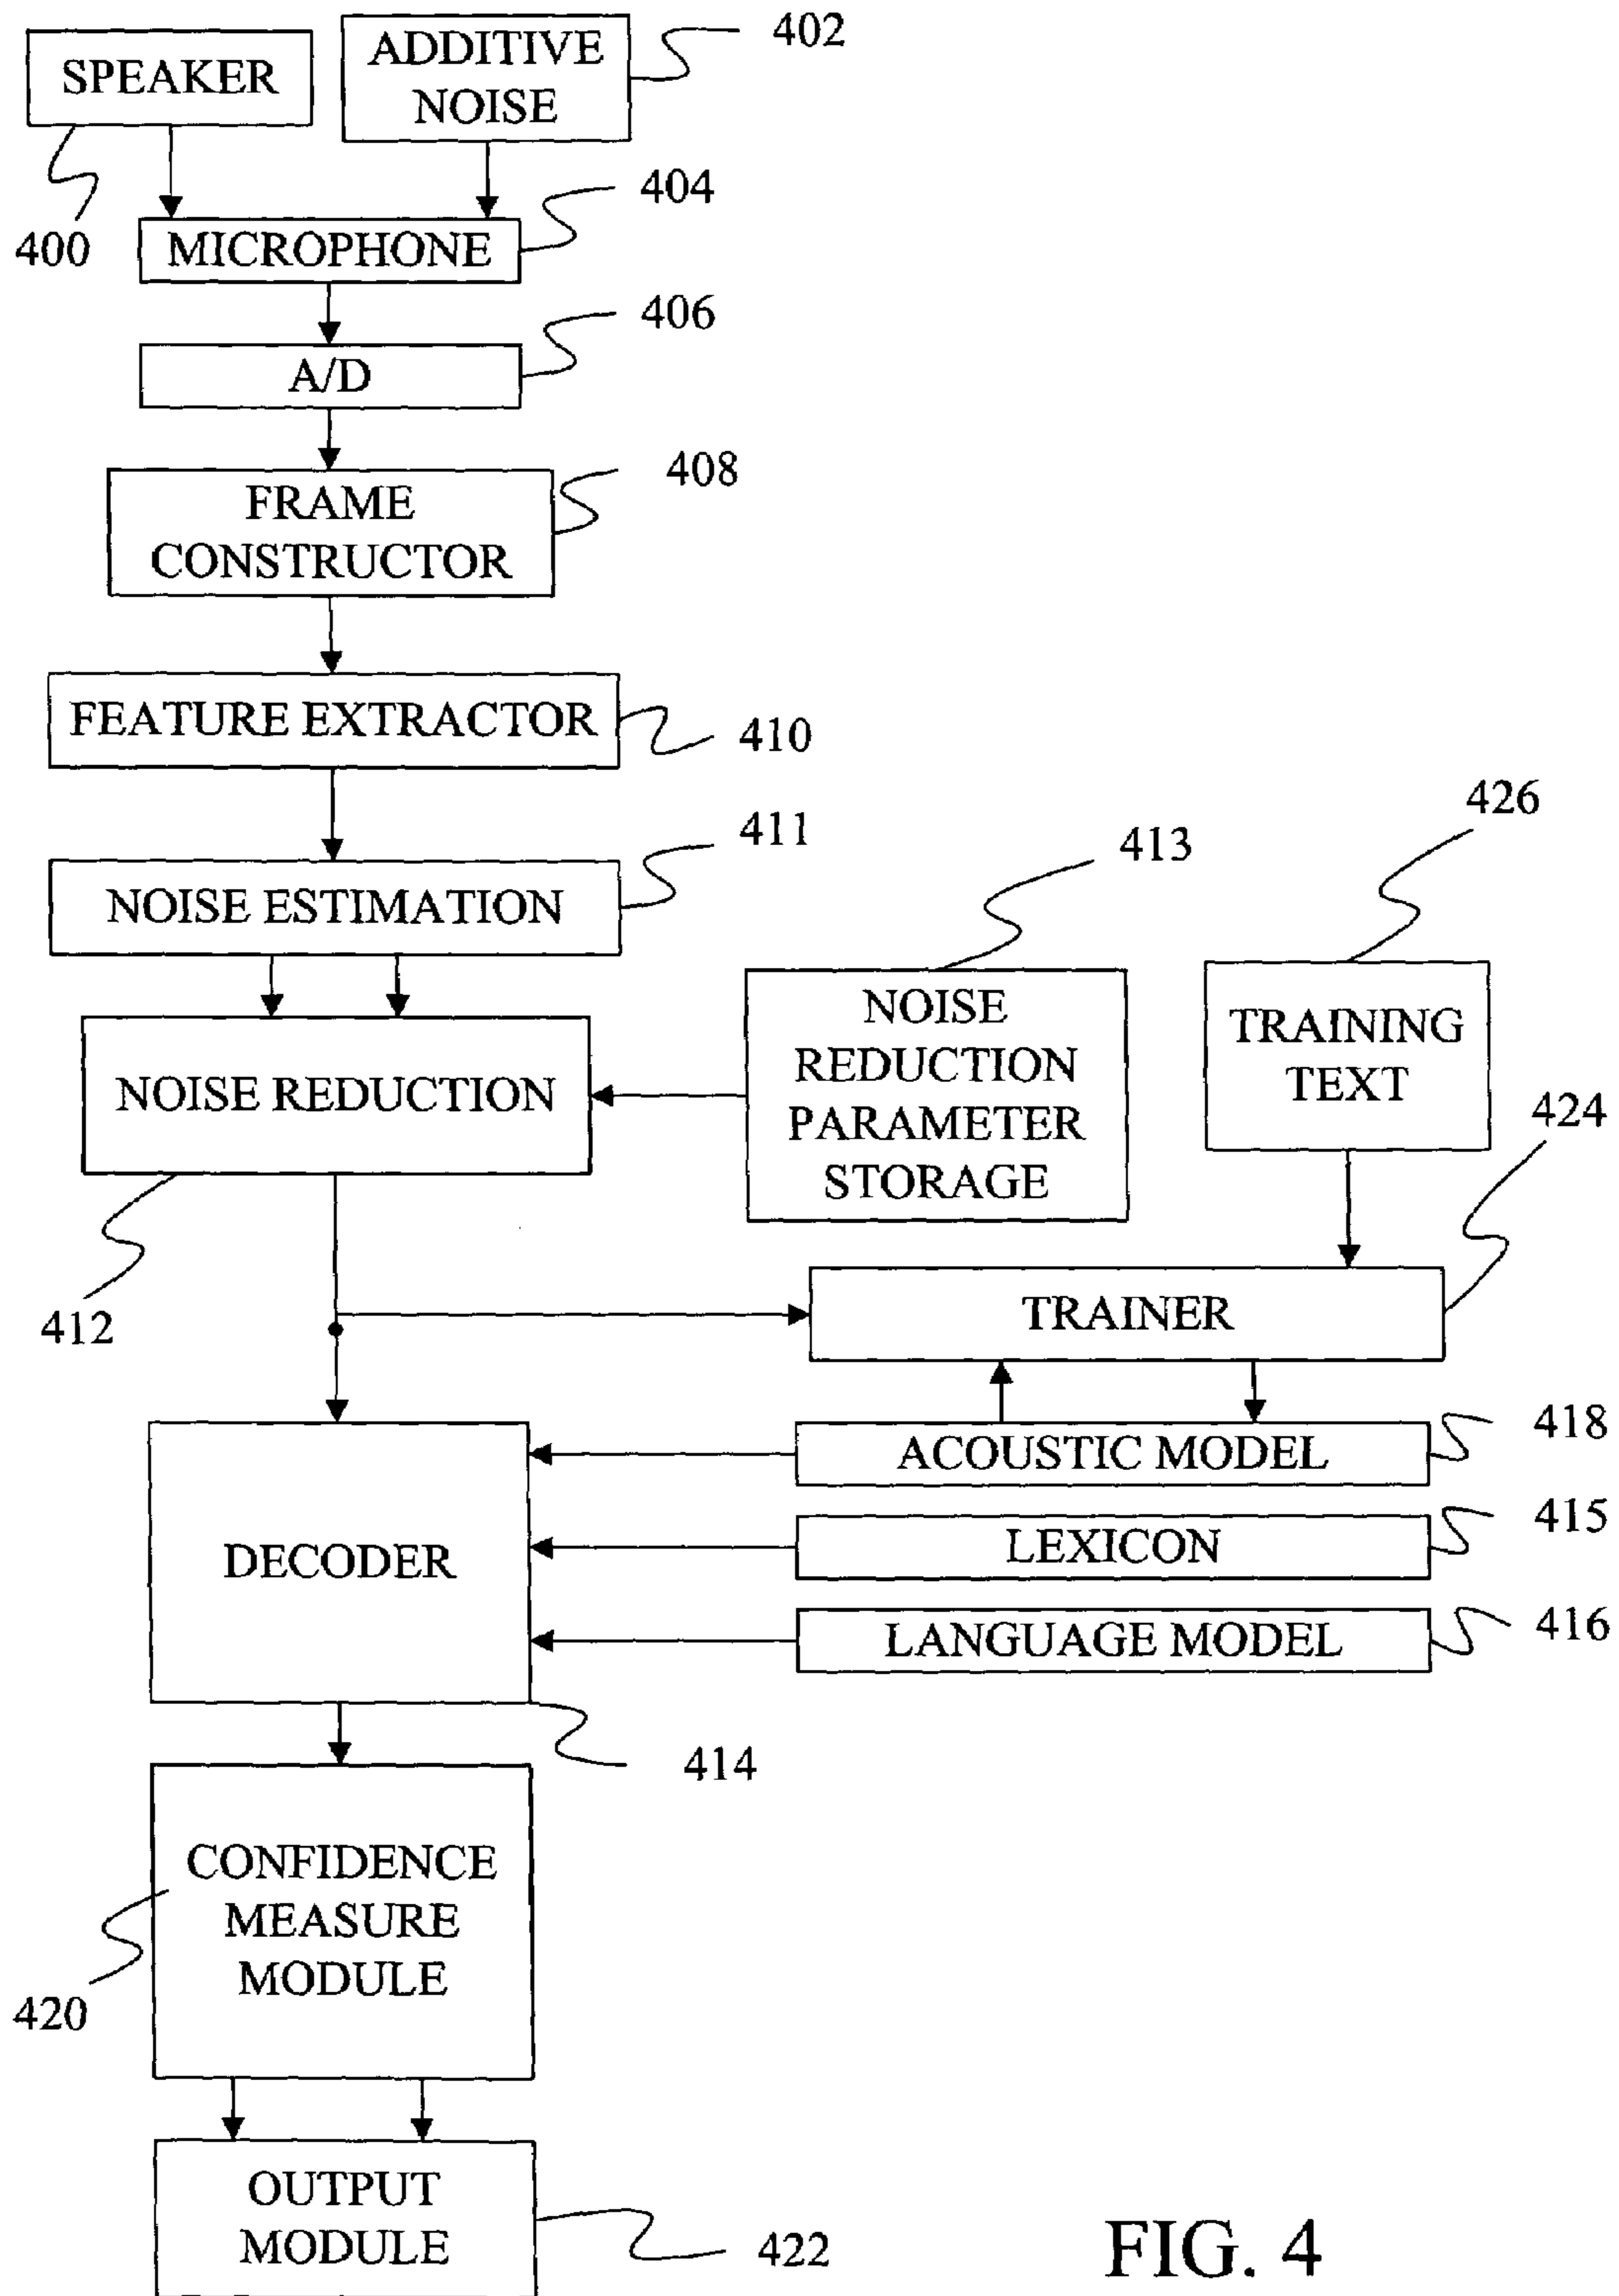 SPEAKER
ADDITIVE
NOISE
402
400
404
MICROPHONE
406
A/D
408
FRAME
CONSTRUCTOR
FEATURE EXTRACTOR
410
411
NOISE ESTIMATION
413
426
NOISE REDUCTION
412
NOISE
REDUCTION
PARAMETER
STORAGE
TRAINING
TEXT
424
TRAINER
ACOUSTIC MODEL
418
DECODER
LEXICON
415
LANGUAGE MODEL
416
414
CONFIDENCE
MEASURE
MODULE
420
OUTPUT
MODULE
422
FIG. 4